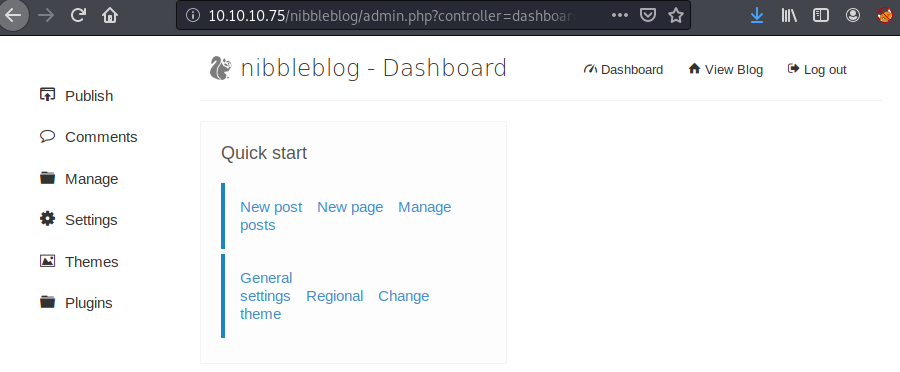 10.10.10.75/nibbleblog/admin.php?controller=dashboar
nibbleblog - Dashboard
Dashboard
View Blog
Log out
Publish
Comments
Manage
Settings
Themes
Plugins
Quick start
New post New page Manage
posts
General
settings Regional Change
theme